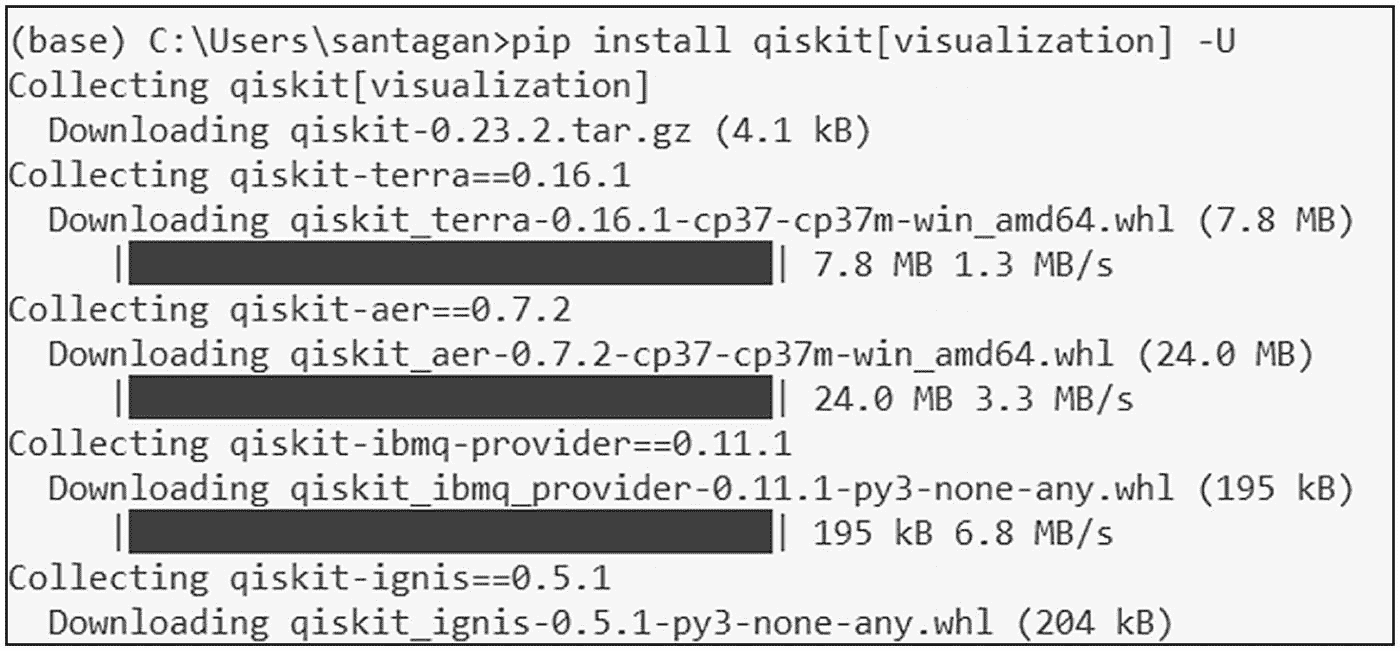 (base) C:\Users\santagan>pip install qiskit[visualization] -U
Collecting qiskit[visualization]
  Downloading qiskit-0.23.2.tar.gz (4.1 kB)
Collecting qiskit-terra==0.16.1
  Downloading qiskit_terra-0.16.1-cp37-cp37m-win_amd64.whl (7.8 MB)
     || 7.8 MB 1.3 MB/s
Collecting qiskit-aer==0.7.2
  Downloading qiskit_aer-0.7.2-cp37-cp37m-win_amd64.whl (24.0 MB)
     || 24.0 MB 3.3 MB/s
Collecting qiskit-ibmq-provider==0.11.1
  Downloading qiskit_ibmq_provider-0.11.1-py3-none-any.whl (195 kB)
     || 195 kB 6.8 MB/s
Collecting qiskit-ignis==0.5.1
  Downloading qiskit_ignis-0.5.1-py3-none-any.whl (204 kB)